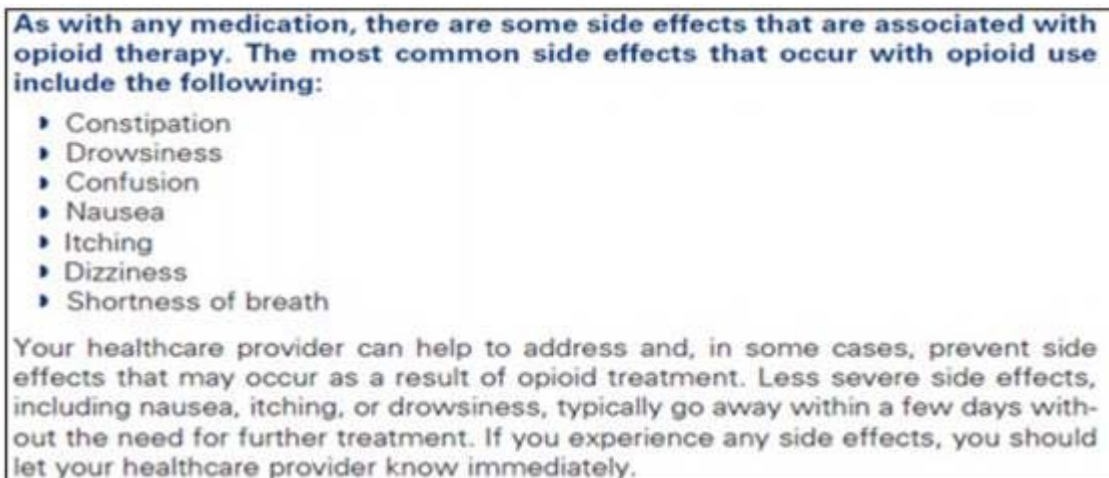 As with any medication, there are some side effects that are associated with
opioid therapy. The most common side effects that occur with opioid use
include the following:
Constipation
Drowsiness
Confusion
Nausea
Itching
Dizziness
Shortness of breath
Your healthcare provider can help to address and, in some cases, prevent side
effects that may occur as a result of opioid treatment. Less severe side effects,
including nausea, itching, or drowsiness, typically go away within a few days with-
out the need for further treatment. If you experience any side effects, you should
let your healthcare provider know immediately.